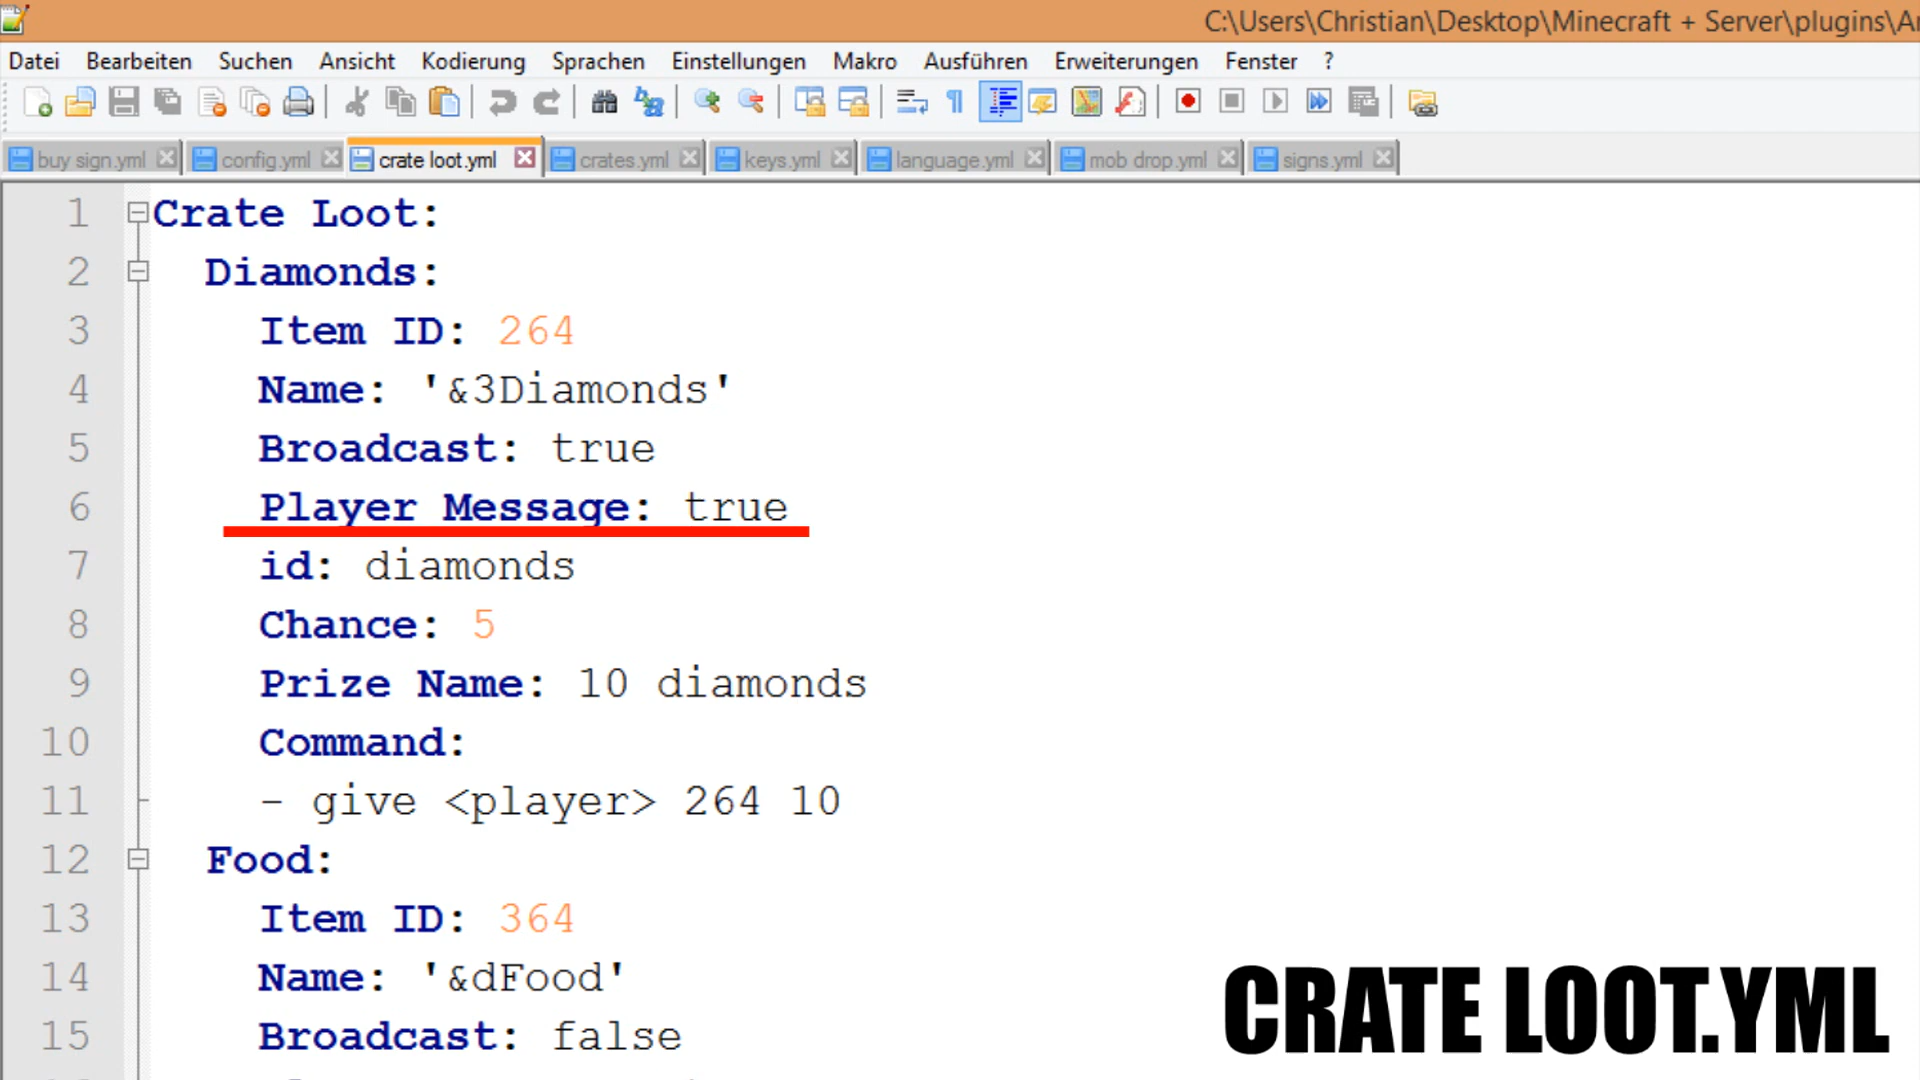 C:\Users\Christian\Desktop\Minecraft + Server\plugins\
Datei Bearbeiten Suchen Ansicht Kodierung Sprachen Einstellungen Makro Ausführen Erweiterungen Fenster ?
buy sign.yml config.yml crate loot.yml crates.yml keys.yml language.yml mob drop.yml signs.yml
1 Crate Loot:
2 Diamonds:
3 Item ID: 264
4 Name: '&3Diamonds'
5 Broadcast: true
6 Player Message: true
7 id: diamonds
8 Chance: 5
9 Prize Name: 10 diamonds
10 Command:
11 - give <player> 264 10
12 Food:
13 Item ID: 364
14 Name: '&dFood'
15 Broadcast: false
CRATE LOOT.YML